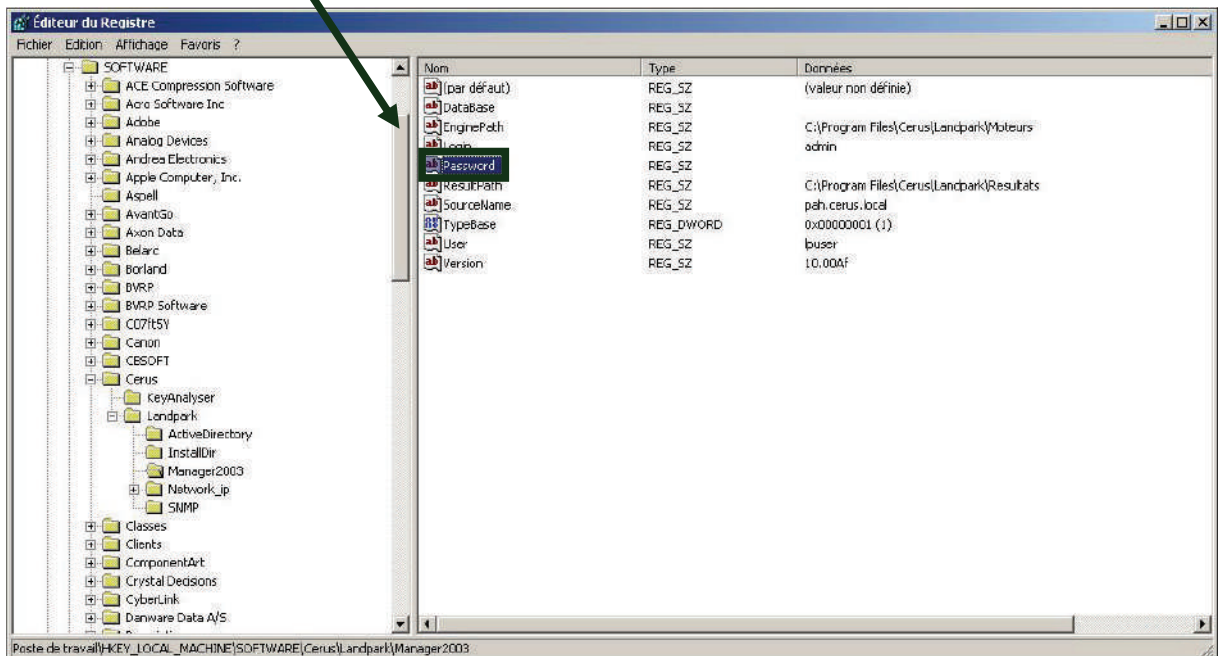 Éditeur du Registre
Fichier Edition Affichage Favoris ?
SOFTWARE
ACE Compression Software
Acro Software Inc
Adobe
Analog Devices
Andrea Electronics
Apple Computer, Inc.
Aspell
AvantGo
Axon Data
Belarc
Borland
BVRP
BVRP Software
C07ft5Y
Canon
CBSOFT
Cerus
KeyAnalyser
Landpark
ActiveDirectory
InstallDir
Manager2003
Network_ip
SNMP
Classes
Clients
ComponentArt
Crystal Decisions
CyberLink
Danware Data A/S
Nom Type Données
(par défaut) REG_SZ (valeur non définie)
DataBase REG_SZ
EnginePath REG_SZ C:\Program Files\Cerus\Landpark\Moteurs
Login REG_SZ admin
Password REG_SZ
ResultPath REG_SZ C:\Program Files\Cerus\Landpark\Resultats
SourceName REG_SZ pah.cerus.local
TypeBase REG_DWORD 0x00000001 (1)
User REG_SZ lpuser
Version REG_SZ 10.00Af
Poste de travail\HKEY_LOCAL_MACHINE\SOFTWARE\Cerus\Landpark\Manager2003